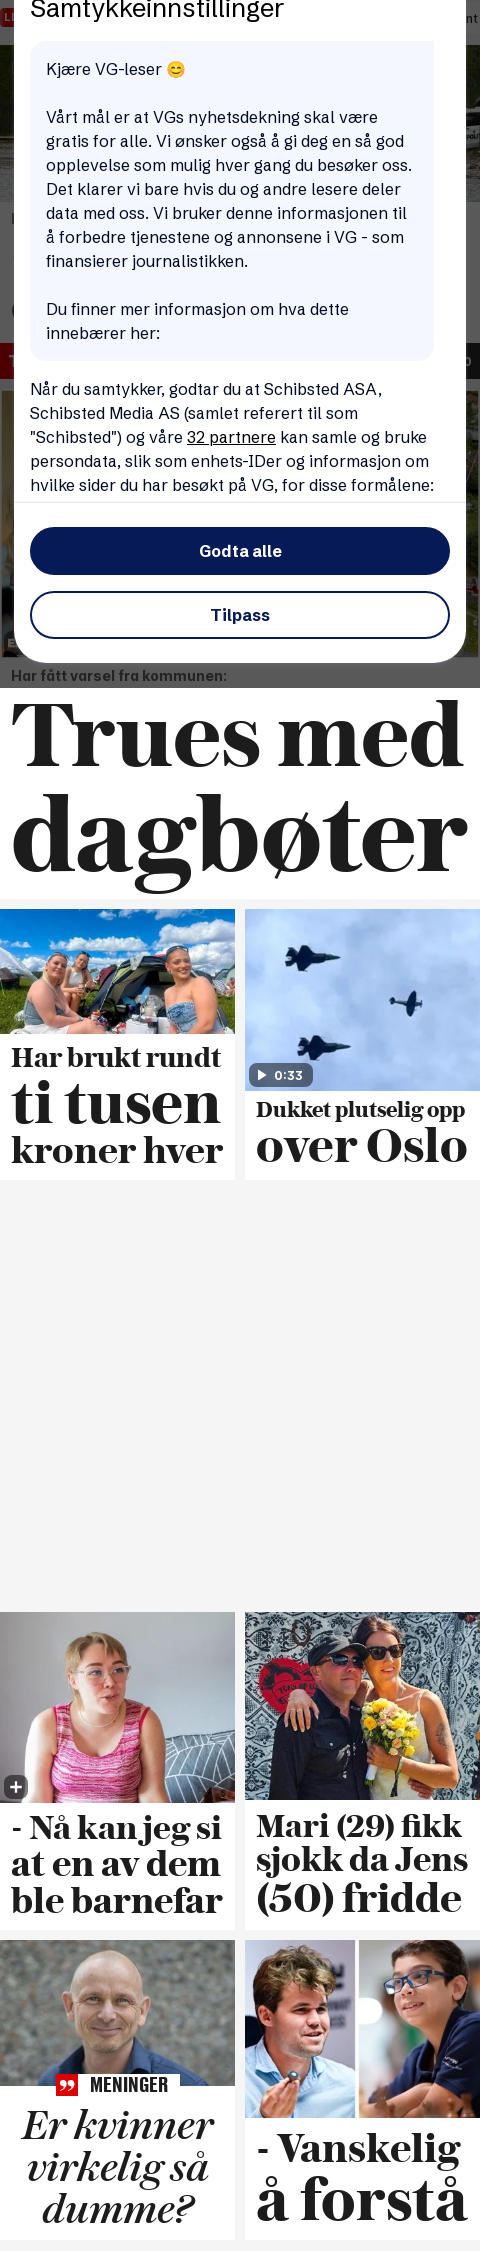 Samtykkeinnstillinger
Kjære VG-leser 😊
Vårt mål er at VGs nyhetsdekning skal være
gratis for alle. Vi ønsker også å gi deg en så god
opplevelse som mulig hver gang du besøker oss.
Det klarer vi bare hvis du og andre lesere deler
data med oss. Vi bruker denne informasjonen til
å forbedre tjenestene og annonsene i VG - som
finansierer journalistikken.
Du finner mer informasjon om hva dette
innebærer her:
Når du samtykker, godtar du at Schibsted ASA,
Schibsted Media AS (samlet referert til som
"Schibsted") og våre 32 partnere kan samle og bruke
persondata, slik som enhets-IDer og informasjon om
hvilke sider du har besøkt på VG, for disse formålene:
Godta alle
Tilpass
Har fått varsel fra kommunen:
Trues med
dagbøter
Har brukt rundt
ti tusen
kroner hver
0:33
Dukket plutselig opp
over Oslo
- Nå kan jeg si
at en av dem
ble barnefar
Mari (29) fikk
sjokk da Jens
(50) fridde
MENINGER
Er kvinner
virkelig så
dumme?
- Vanskelig
å forstå